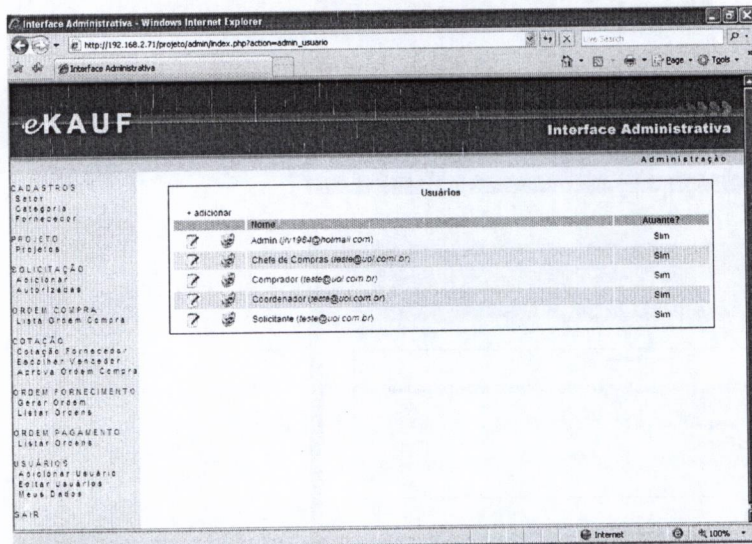 Interface Administrativa - Windows Internet Explorer
http://192.168.2.71/projeto/admin/index.php?action=admin_usuario
Live Search
Interface Administrativa
Page
Tools
eKAUF
Interface Administrativa
Administração
CADASTROS
Setor
Categoria
Fornecedor
PROJETO
Projetos
SOLICITAÇÃO
Adicionar
Autorizadas
ORDEM COMPRA
Lista Ordem Compra
COTAÇÃO
Cotação Fornecedor
Escolher Vencedor
Aprova Ordem Compra
ORDEM FORNECIMENTO
Gerar Ordem
Listar Ordens
ORDEM PAGAMENTO
Listar Ordens
USUÁRIOS
Adicionar Usuário
Editar Usuários
Meus Dados
SAIR
Usuários
+ adicionar
Nome Atuante?
Admin (jrv1984@hotmail.com) Sim
Chefe de Compras (teste@uol.com.br) Sim
Comprador (teste@uol.com.br) Sim
Coordenador (teste@uol.com.br) Sim
Solicitante (teste@uol.com.br) Sim
Internet
100%